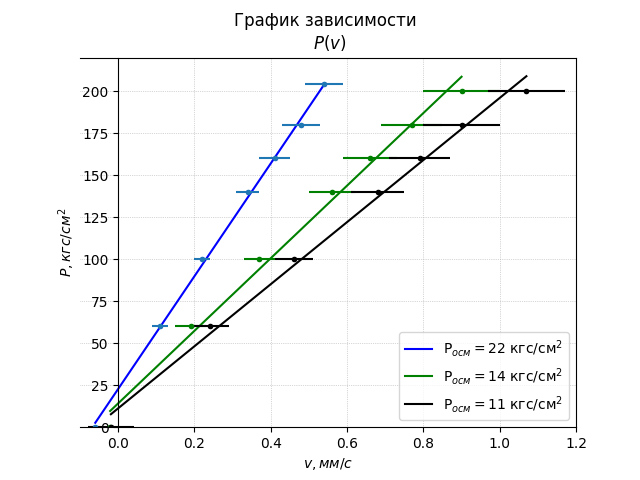 График зависимости
P(v)
200
175
150
125
100
75
50
25
0
P, кгс/см²
0.0 0.2 0.4 0.6 0.8 1.0 1.2
v, мм/с
Pосм = 22 кгс/см²
Pосм = 14 кгс/см²
Pосм = 11 кгс/см²